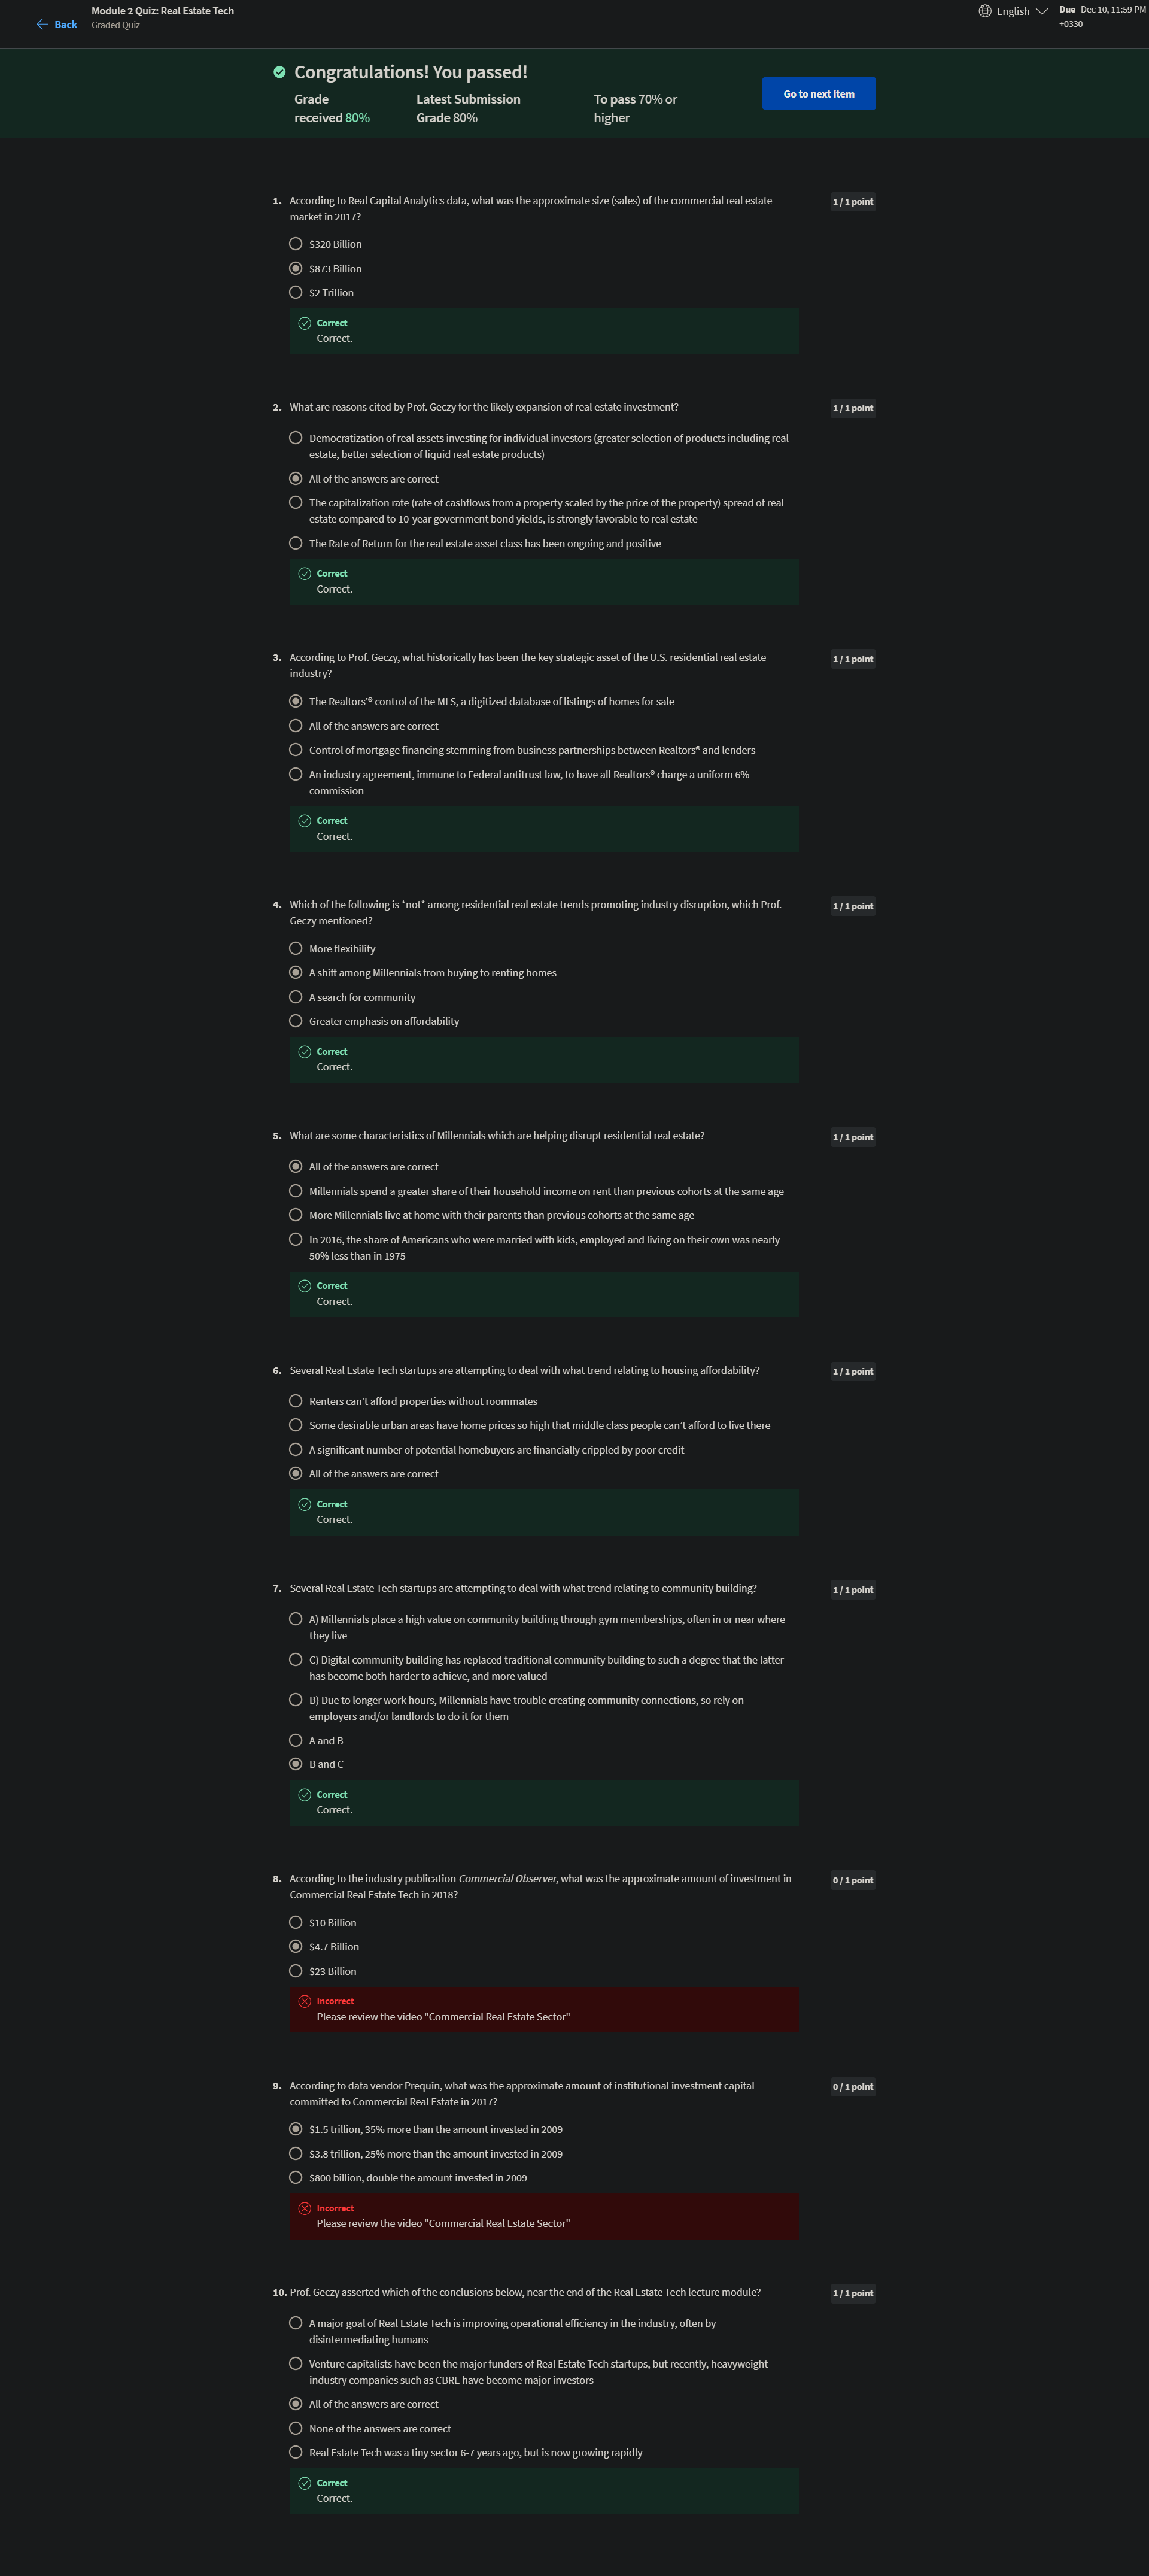 Back
Module 2 Quiz: Real Estate Tech
Graded Quiz
English
Due Dec 10, 11:59 PM
+0330
Congratulations! You passed!
Grade
received 80%
Latest Submission
Grade 80%
To pass 70% or
higher
Go to next item
1. According to Real Capital Analytics data, what was the approximate size (sales) of the commercial real estate
market in 2017?
1 / 1 point
$320 Billion
$873 Billion
$2 Trillion
Correct
Correct.
2. What are reasons cited by Prof. Geczy for the likely expansion of real estate investment?
1 / 1 point
Democratization of real assets investing for individual investors (greater selection of products including real
estate, better selection of liquid real estate products)
All of the answers are correct
The capitalization rate (rate of cashflows from a property scaled by the price of the property) spread of real
estate compared to 10-year government bond yields, is strongly favorable to real estate
The Rate of Return for the real estate asset class has been ongoing and positive
Correct
Correct.
3. According to Prof. Geczy, what historically has been the key strategic asset of the U.S. residential real estate
industry?
1 / 1 point
The Realtors'® control of the MLS, a digitized database of listings of homes for sale
All of the answers are correct
Control of mortgage financing stemming from business partnerships between Realtors® and lenders
An industry agreement, immune to Federal antitrust law, to have all Realtors® charge a uniform 6%
commission
Correct
Correct.
4. Which of the following is *not* among residential real estate trends promoting industry disruption, which Prof.
Geczy mentioned?
1 / 1 point
More flexibility
A shift among Millennials from buying to renting homes
A search for community
Greater emphasis on affordability
Correct
Correct.
5. What are some characteristics of Millennials which are helping disrupt residential real estate?
1 / 1 point
All of the answers are correct
Millennials spend a greater share of their household income on rent than previous cohorts at the same age
More Millennials live at home with their parents than previous cohorts at the same age
In 2016, the share of Americans who were married with kids, employed and living on their own was nearly
50% less than in 1975
Correct
Correct.
6. Several Real Estate Tech startups are attempting to deal with what trend relating to housing affordability?
1 / 1 point
Renters can't afford properties without roommates
Some desirable urban areas have home prices so high that middle class people can't afford to live there
A significant number of potential homebuyers are financially crippled by poor credit
All of the answers are correct
Correct
Correct.
7. Several Real Estate Tech startups are attempting to deal with what trend relating to community building?
1 / 1 point
A) Millennials place a high value on community building through gym memberships, often in or near where
they live
C) Digital community building has replaced traditional community building to such a degree that the latter
has become both harder to achieve, and more valued
B) Due to longer work hours, Millennials have trouble creating community connections, so rely on
employers and/or landlords to do it for them
A and B
B and C
Correct
Correct.
8. According to the industry publication Commercial Observer, what was the approximate amount of investment in
Commercial Real Estate Tech in 2018?
0 / 1 point
$10 Billion
$4.7 Billion
$23 Billion
Incorrect
Please review the video "Commercial Real Estate Sector"
9. According to data vendor Prequin, what was the approximate amount of institutional investment capital
committed to Commercial Real Estate in 2017?
0 / 1 point
$1.5 trillion, 35% more than the amount invested in 2009
$3.8 trillion, 25% more than the amount invested in 2009
$800 billion, double the amount invested in 2009
Incorrect
Please review the video "Commercial Real Estate Sector"
10. Prof. Geczy asserted which of the conclusions below, near the end of the Real Estate Tech lecture module?
1 / 1 point
A major goal of Real Estate Tech is improving operational efficiency in the industry, often by
disintermediating humans
Venture capitalists have been the major funders of Real Estate Tech startups, but recently, heavyweight
industry companies such as CBRE have become major investors
All of the answers are correct
None of the answers are correct
Real Estate Tech was a tiny sector 6-7 years ago, but is now growing rapidly
Correct
Correct.